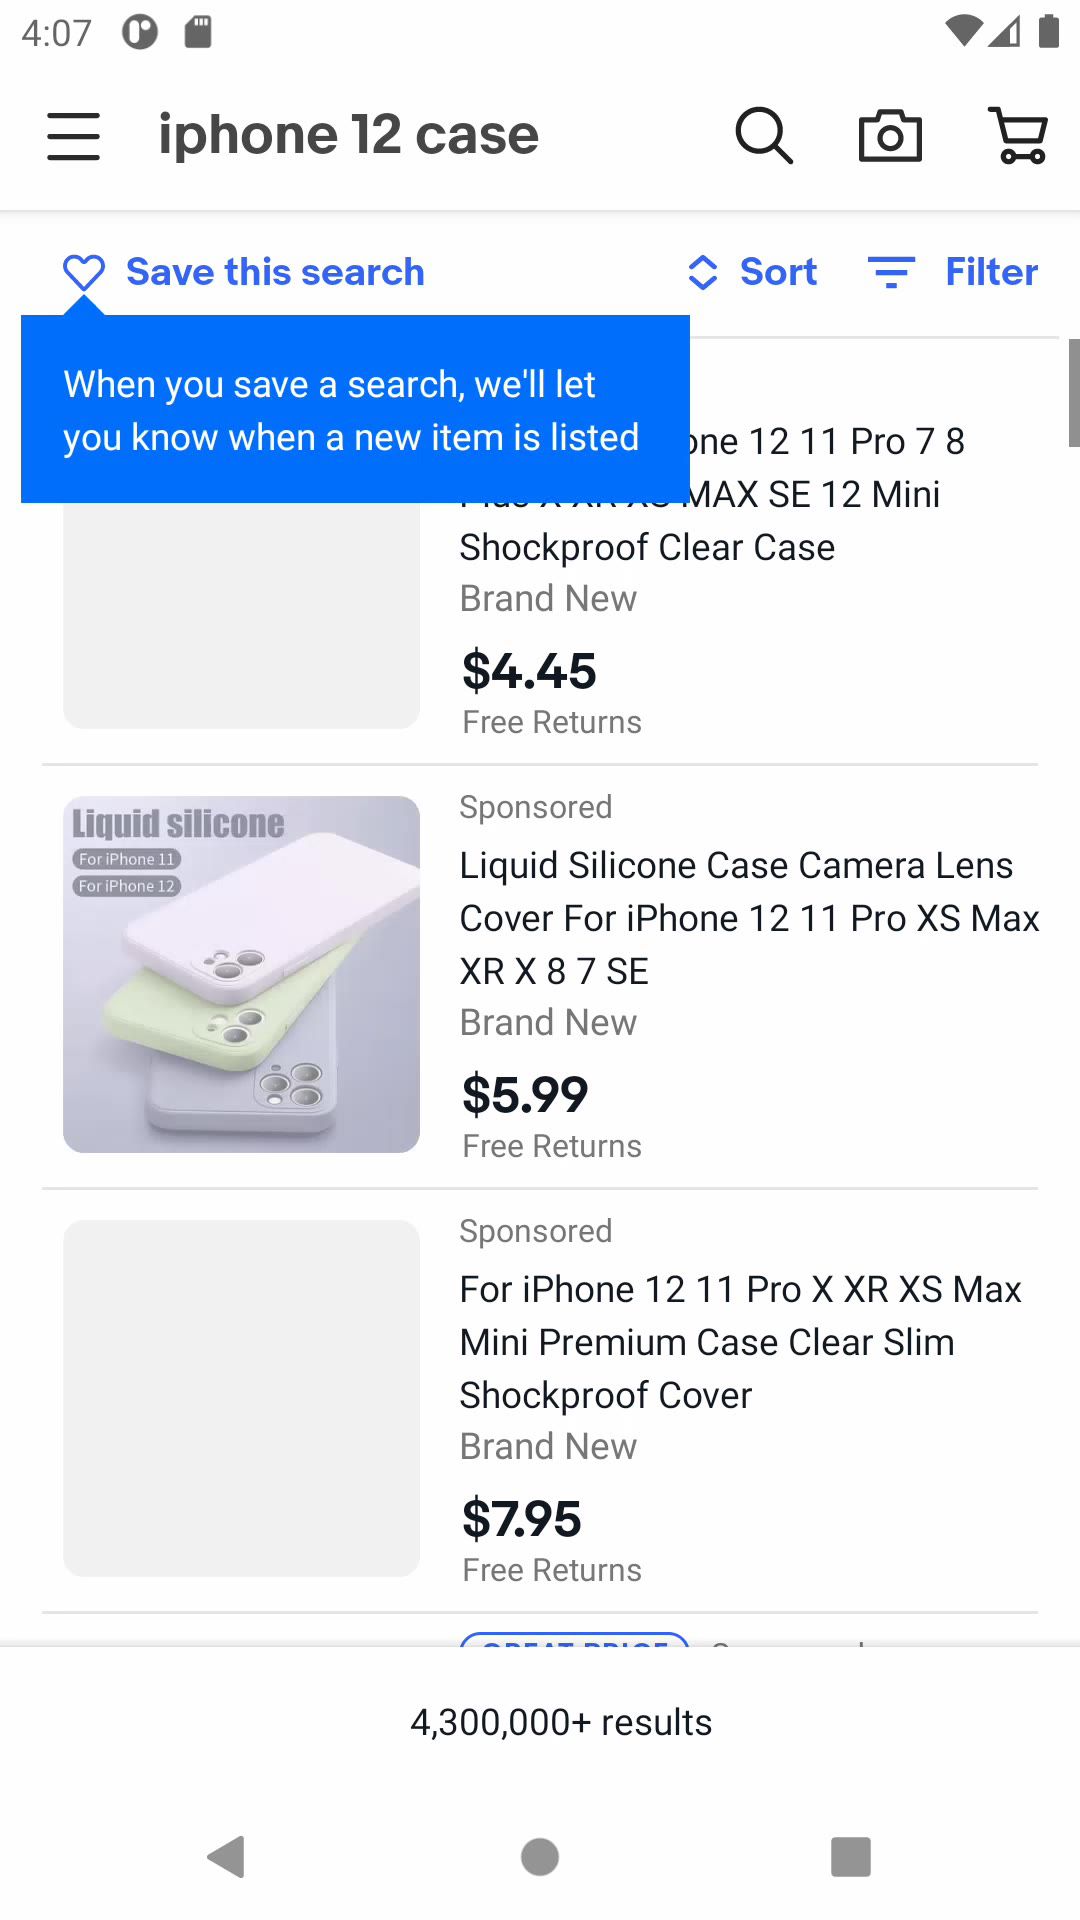 4:07
iphone 12 case
Save this search
Sort
Filter
When you save a search, we'll let
you know when a new item is listed
one 12 11 Pro 7 8
Plus X XR XS MAX SE 12 Mini
Shockproof Clear Case
Brand New
$4.45
Free Returns
Liquid silicone
For iPhone 11
For iPhone 12
Sponsored
Liquid Silicone Case Camera Lens
Cover For iPhone 12 11 Pro XS Max
XR X 8 7 SE
Brand New
$5.99
Free Returns
Sponsored
For iPhone 12 11 Pro X XR XS Max
Mini Premium Case Clear Slim
Shockproof Cover
Brand New
$7.95
Free Returns
GREAT PRICE
4,300,000+ results